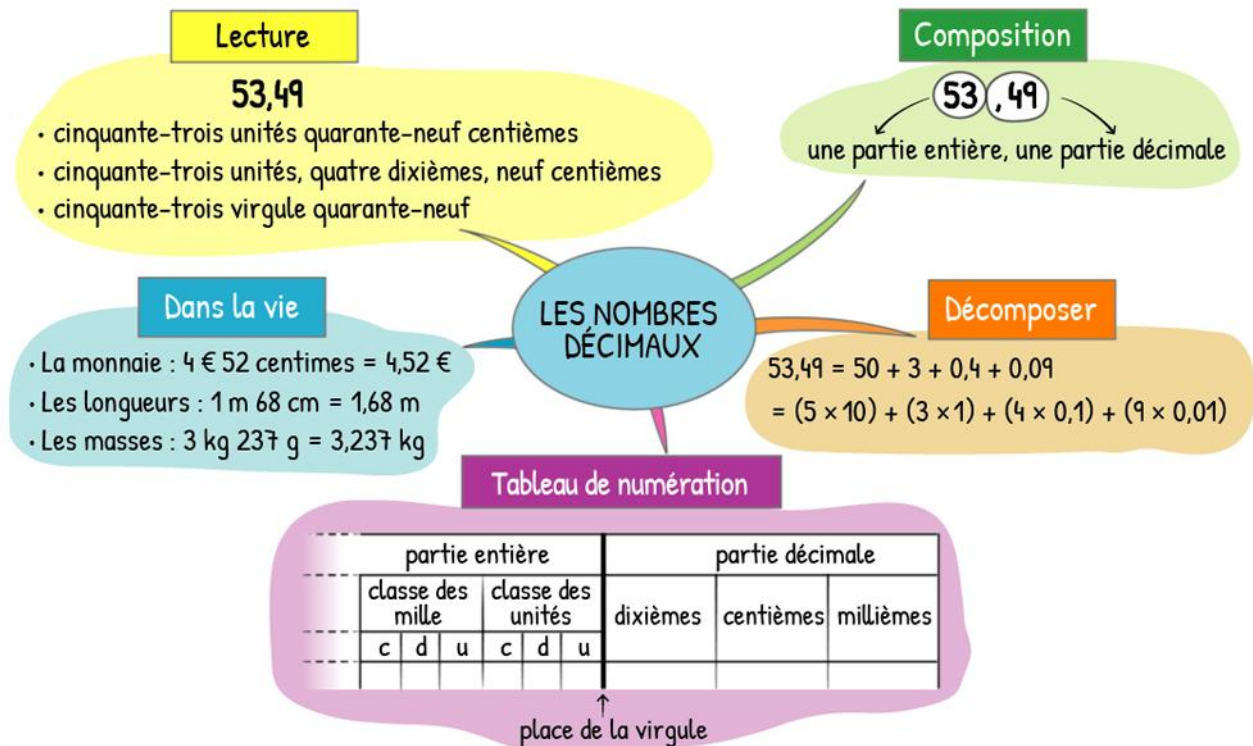 Lecture
53,49
• cinquante-trois unités quarante-neuf centièmes
• cinquante-trois unités, quatre dixièmes, neuf centièmes
• cinquante-trois virgule quarante-neuf
Composition
53 , 49
une partie entière, une partie décimale
LES NOMBRES
DÉCIMAUX
Dans la vie
• La monnaie : 4 € 52 centimes = 4,52 €
• Les longueurs : 1 m 68 cm = 1,68 m
• Les masses : 3 kg 237 g = 3,237 kg
Décomposer
53,49 = 50 + 3 + 0,4 + 0,09
= (5 × 10) + (3 × 1) + (4 × 0,1) + (9 × 0,01)
Tableau de numération
partie entière partie décimale
classe des classe des
mille unités
dixièmes centièmes millièmes
c d u c d u
place de la virgule